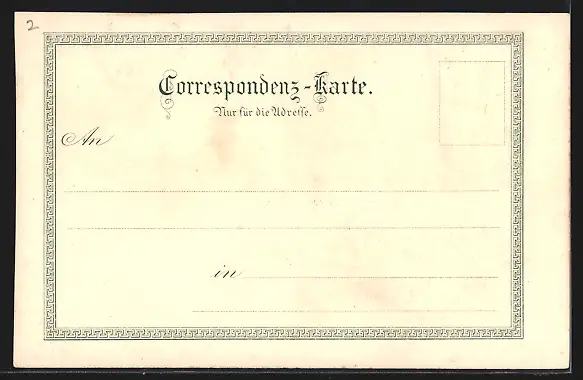 2
Correspondenz-Karte.
Nur für die Adresse.
An
in